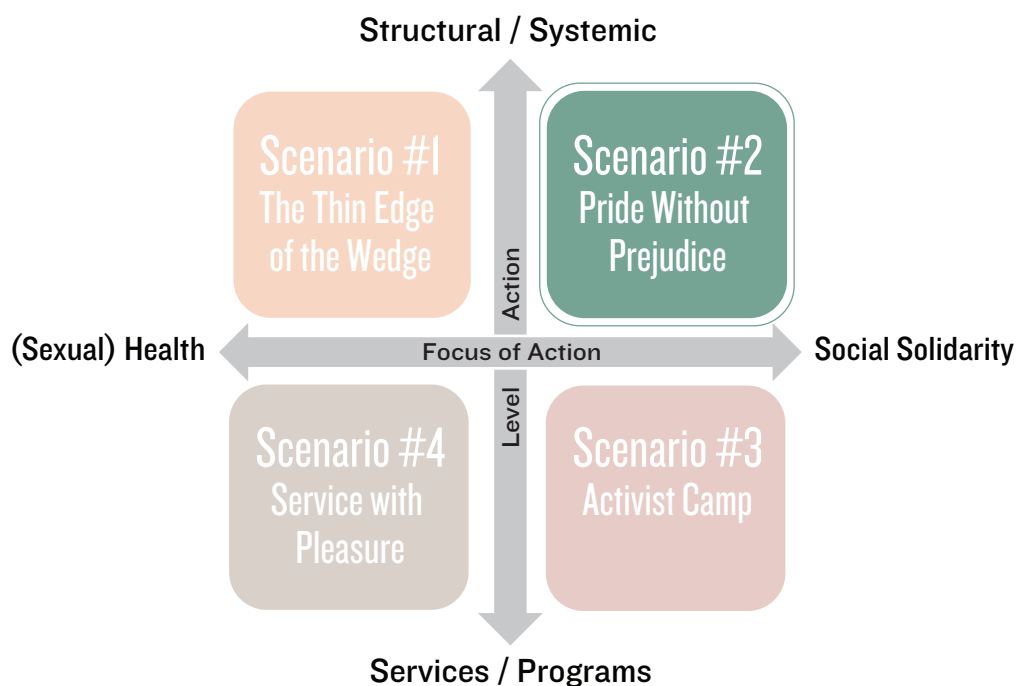 Structural / Systemic
Scenario #1
The Thin Edge
of the Wedge
Scenario #2
Pride Without
Prejudice
Action
(Sexual) Health
Focus of Action
Social Solidarity
Level
Scenario #4
Service with
Pleasure
Scenario #3
Activist Camp
Services / Programs